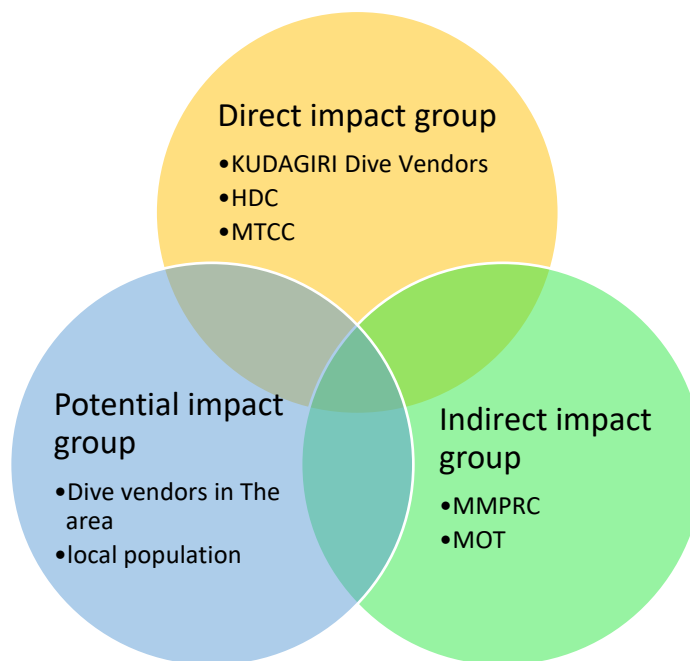 Direct impact group
•KUDAGIRI Dive Vendors
•HDC
•MTCC
Potential impact
group
•Dive vendors in The
area
•local population
Indirect impact
group
•MMPRC
•MOT